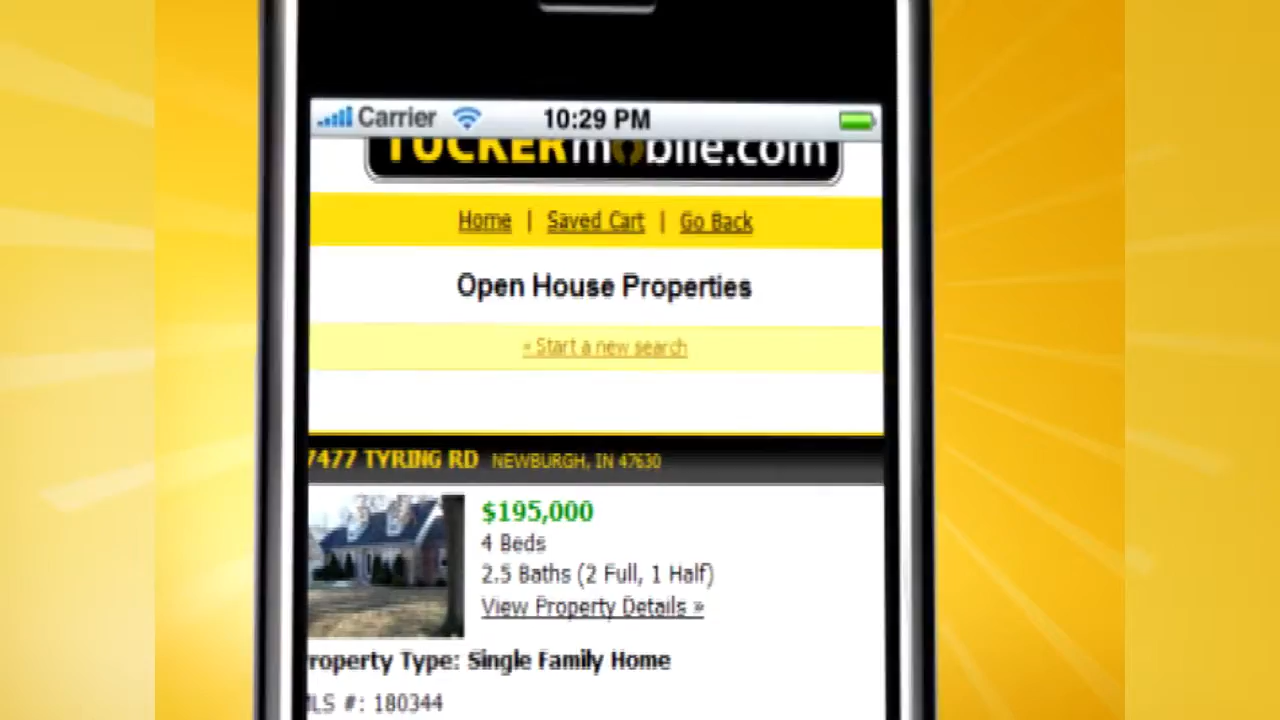 Carrier 10:29 PM
TUCKERmobile.com
Home | Saved Cart | Go Back
Open House Properties
« Start a new search
7477 TYRING RD NEWBURGH, IN 47630
$195,000
4 Beds
2.5 Baths (2 Full, 1 Half)
View Property Details »
roperty Type: Single Family Home
LS #: 180344